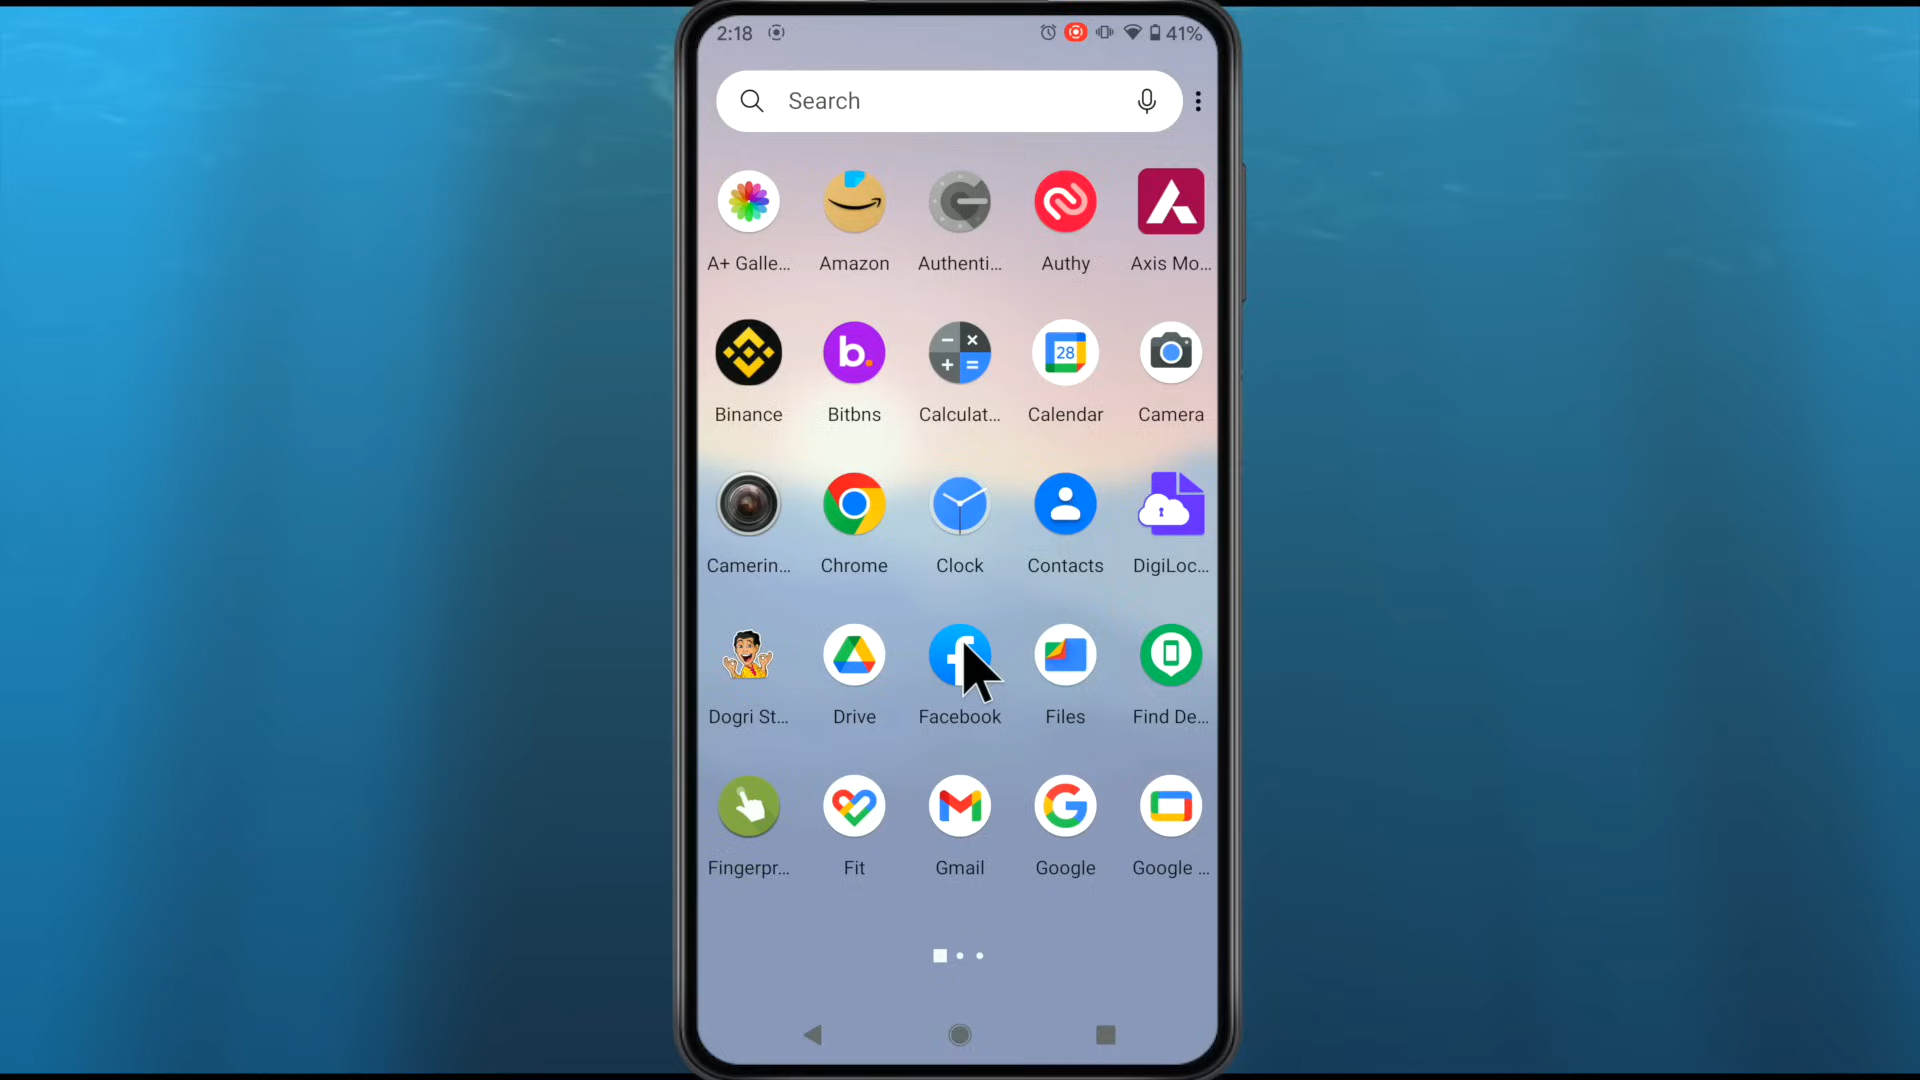 2:18 41%
Search
A+ Galle... Amazon Authenti... Authy Axis Mo...
28
Binance Bitbns Calculat... Calendar Camera
Camerin... Chrome Clock Contacts DigiLoc...
Dogri St... Drive Facebook Files Find De...
Fingerpr... Fit Gmail Google Google ...